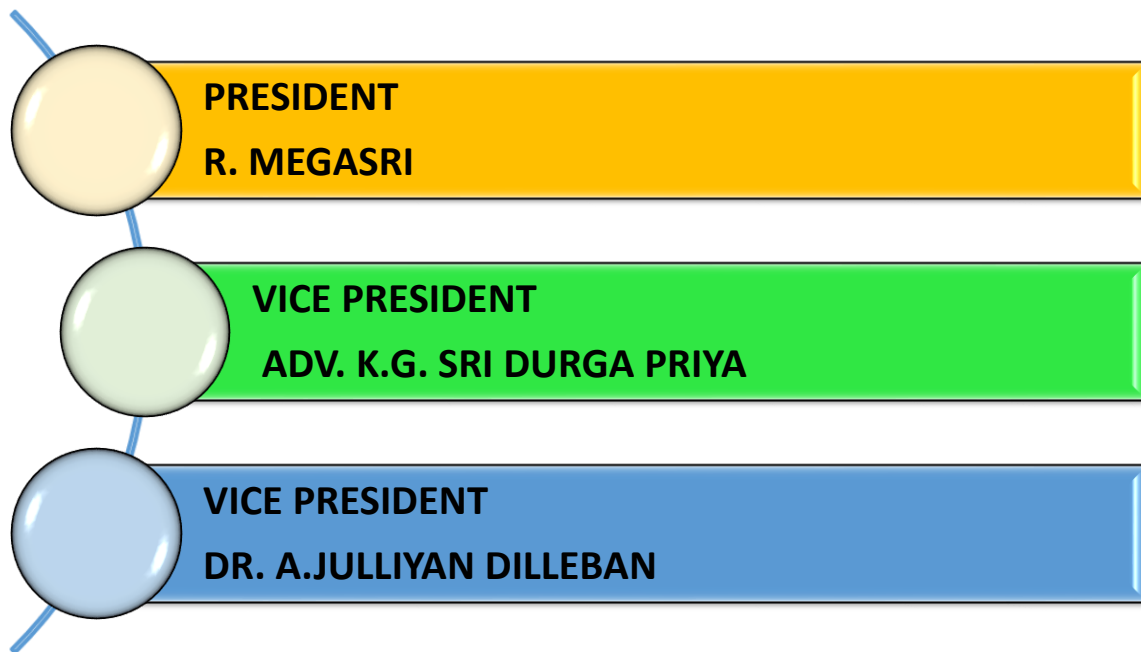 PRESIDENT
R. MEGASRI
VICE PRESIDENT
ADV. K.G. SRI DURGA PRIYA
VICE PRESIDENT
DR. A.JULLIYAN DILLEBAN